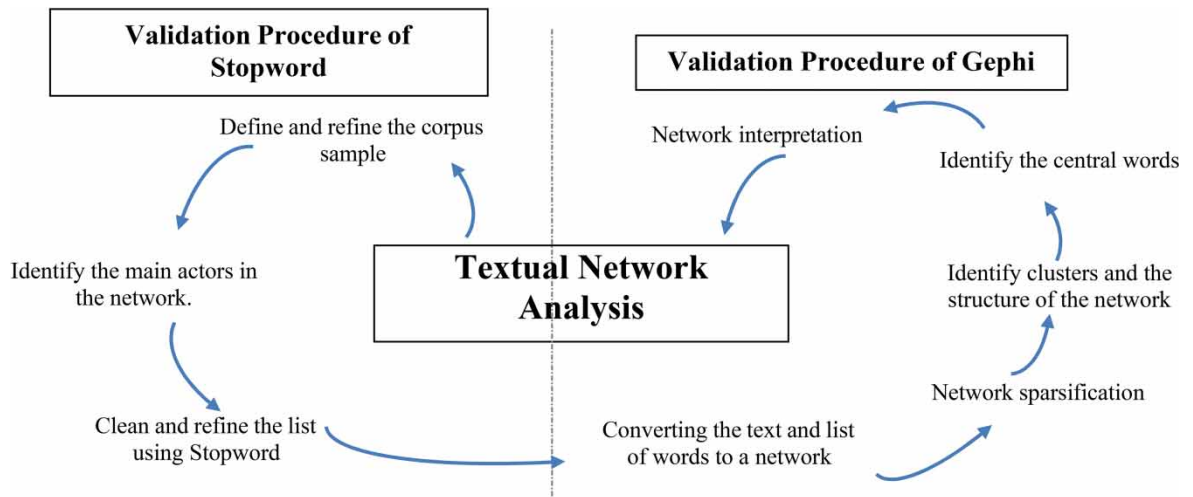 Validation Procedure of
Stopword
Validation Procedure of Gephi
Define and refine the corpus
sample
Network interpretation
Identify the central words
Identify the main actors in
the network.
Textual Network
Analysis
Identify clusters and the
structure of the network
Network sparsification
Clean and refine the list
using Stopword
Converting the text and list
of words to a network